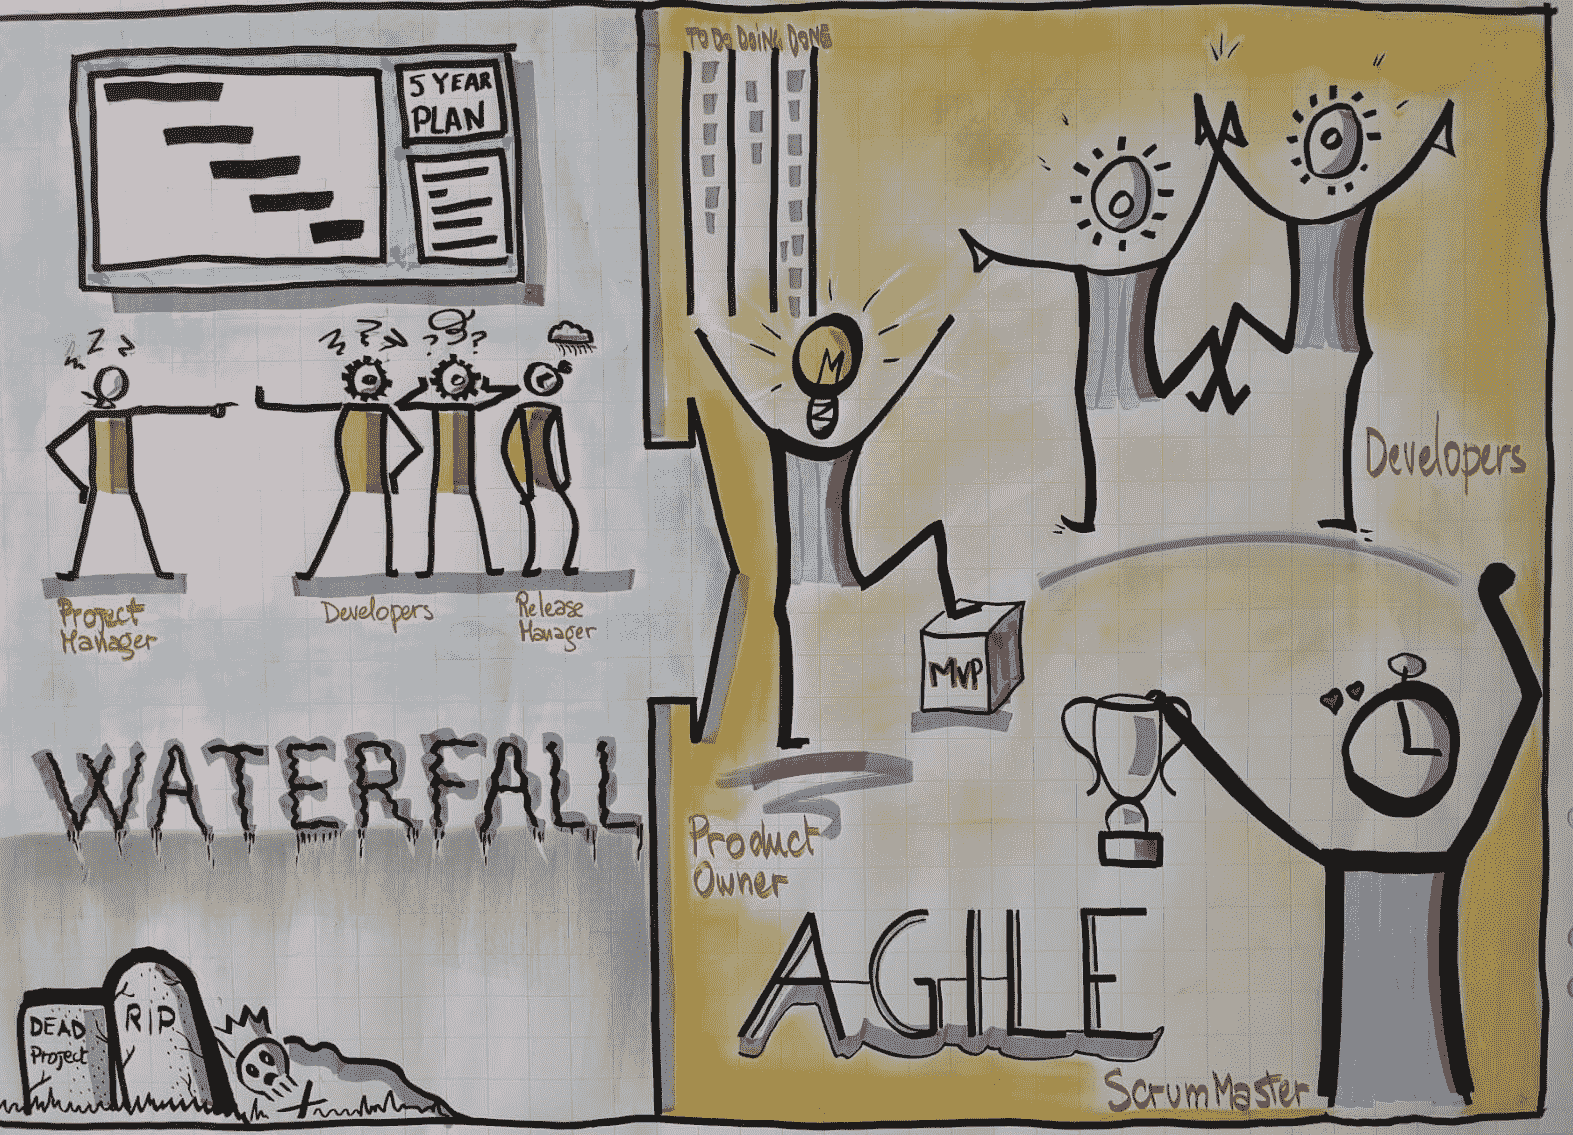 5 YEAR
PLAN
Project
Manager
Developers
Release
Manager
WATERFALL
DEAD
Project
RIP
TO DO DOING DONE
Developers
MVP
Product
Owner
AGILE
ScrumMaster